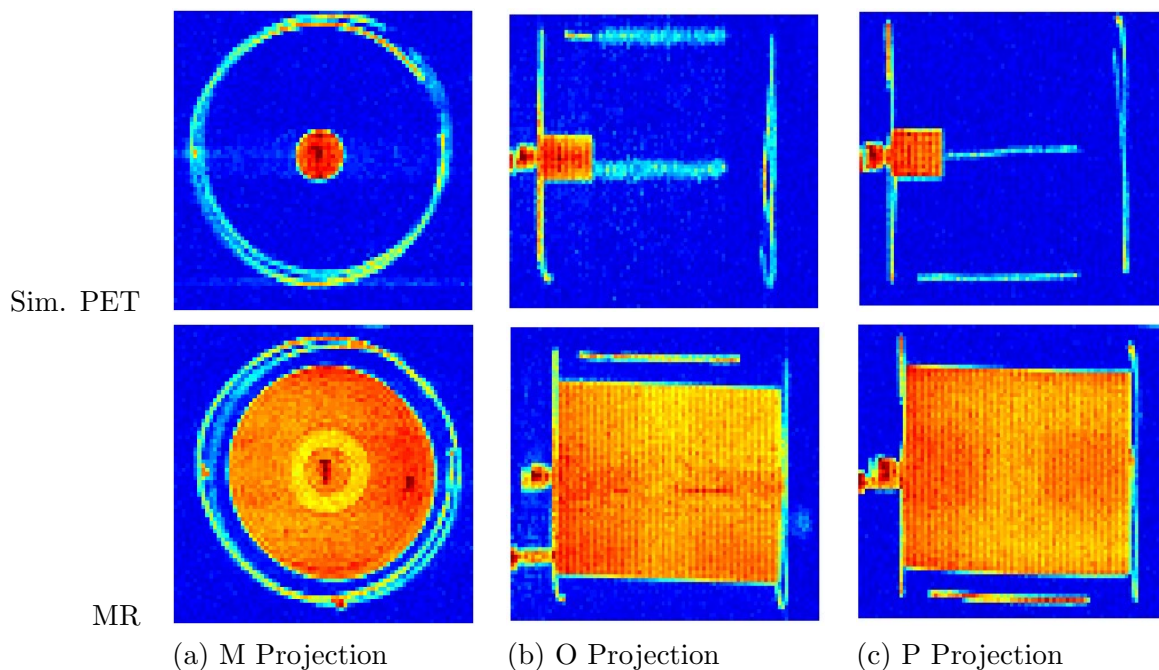 Sim. PET
MR
(a) M Projection
(b) O Projection
(c) P Projection